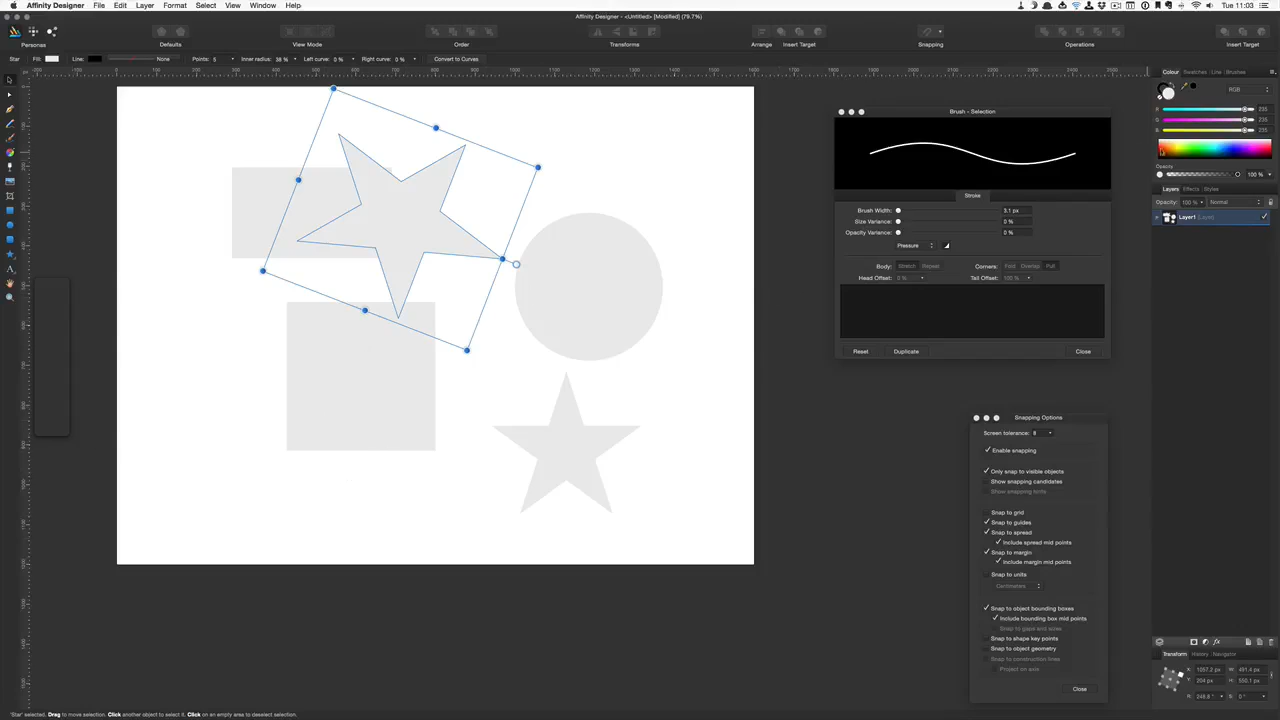 Affinity Designer File Edit Layer Format Select View Window Help Tue 11:03
Affinity Designer - <Untitled> [Modified] (79.7%)
Personas Defaults View Mode Order Transforms Arrange Insert Target Snapping Operations Insert Target
Star Fill: Line: None Points: 5 Inner radius: 38 % Left curve: 0 % Right curve: 0 % Convert to Curves
Colour Swatches Line Brushes
RGB
R 235
G 235
B 235
Opacity
100 %
Layers Effects Styles
Opacity: 100 % Normal
Layer1 (Layer)
Brush - Selection
Stroke
Brush Width: 3.1 px
Size Variance: 0 %
Opacity Variance: 0 %
Pressure
Body: Stretch Repeat Corners: Fold Overlap Pull
Head Offset: 0 % Tail Offset: 100 %
Reset Duplicate Close
Snapping Options
Screen tolerance: 8
Enable snapping
Only snap to visible objects
Show snapping candidates
Show snapping hints
Snap to grid
Snap to guides
Snap to spread
Include spread mid points
Snap to margin
Include margin mid points
Snap to units
Centimeters
Snap to object bounding boxes
Include bounding box mid points
Snap to gaps and sizes
Snap to shape key points
Snap to object geometry
Snap to construction lines
Project on axis
Close
Transform History Navigator
X: 1057.2 px W: 491.4 px
Y: 204 px H: 550.1 px
R: 248.8 ° S: 0 °
'Star' selected. Drag to move selection. Click another object to select it. Click on an empty area to deselect selection.